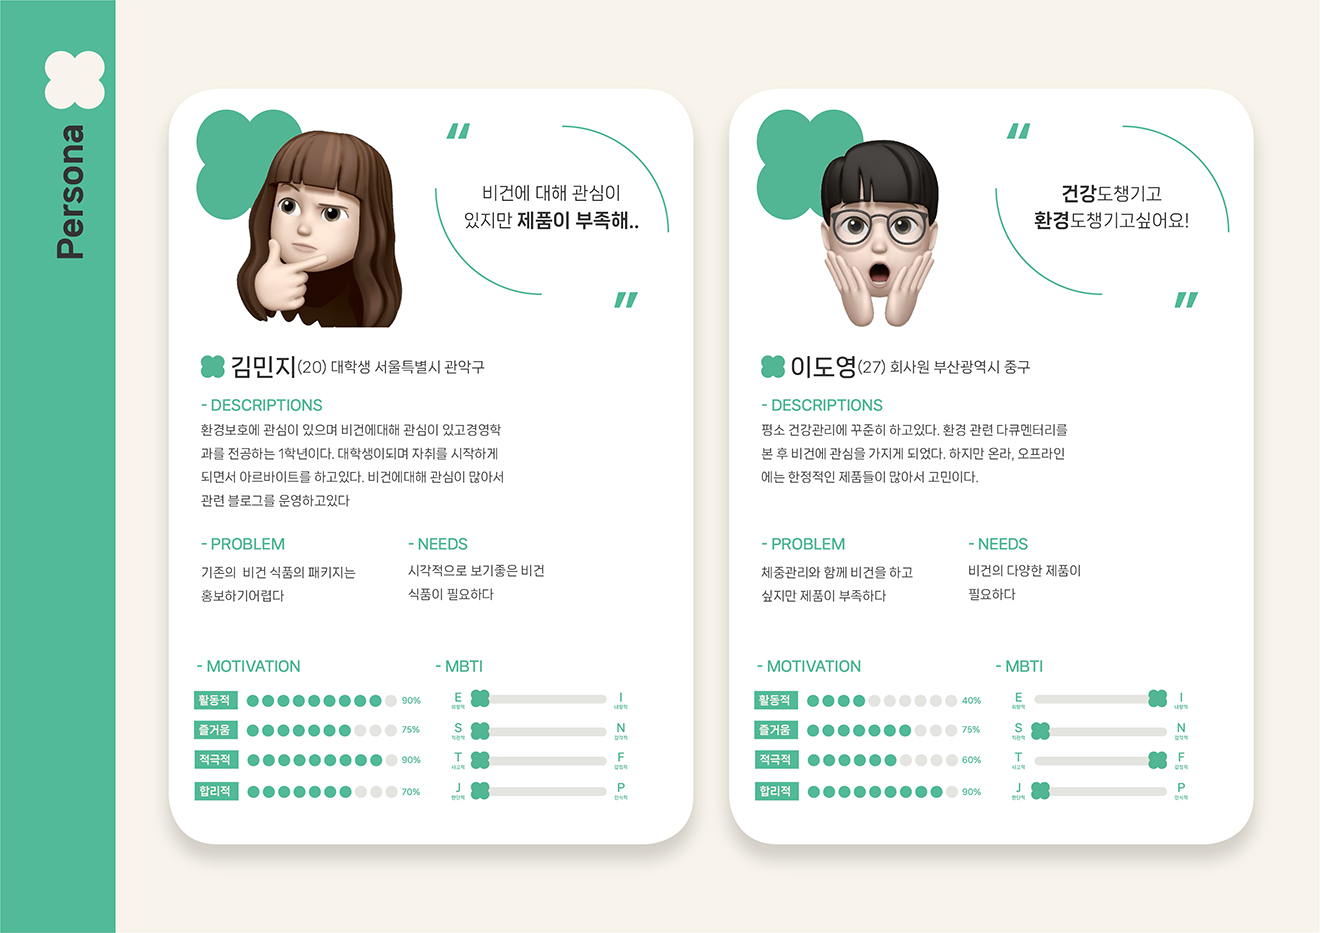 Persona
“
비건에 대해 관심이
있지만 제품이 부족해..
”
김민지(20) 대학생 서울특별시 관악구
- DESCRIPTIONS
환경보호에 관심이 있으며 비건에대해 관심이 있고경영학
과를 전공하는 1학년이다. 대학생이되며 자취를 시작하게
되면서 아르바이트를 하고있다. 비건에대해 관심이 많아서
관련 블로그를 운영하고있다
- PROBLEM
기존의 비건 식품의 패키지는
홍보하기어렵다
- NEEDS
시각적으로 보기좋은 비건
식품이 필요하다
- MOTIVATION
활동적 90%
즐거움 75%
적극적 90%
합리적 70%
- MBTI
E I
외향적 내향적
S N
직관적 감각적
T F
사고적 감정적
J P
판단적 인식적
“
건강도챙기고
환경도챙기고싶어요!
”
이도영(27) 회사원 부산광역시 중구
- DESCRIPTIONS
평소 건강관리에 꾸준히 하고있다. 환경 관련 다큐멘터리를
본 후 비건에 관심을 가지게 되었다. 하지만 온라, 오프라인
에는 한정적인 제품들이 많아서 고민이다.
- PROBLEM
체중관리와 함께 비건을 하고
싶지만 제품이 부족하다
- NEEDS
비건의 다양한 제품이
필요하다
- MOTIVATION
활동적 40%
즐거움 75%
적극적 60%
합리적 90%
- MBTI
E I
외향적 내향적
S N
직관적 감각적
T F
사고적 감정적
J P
판단적 인식적